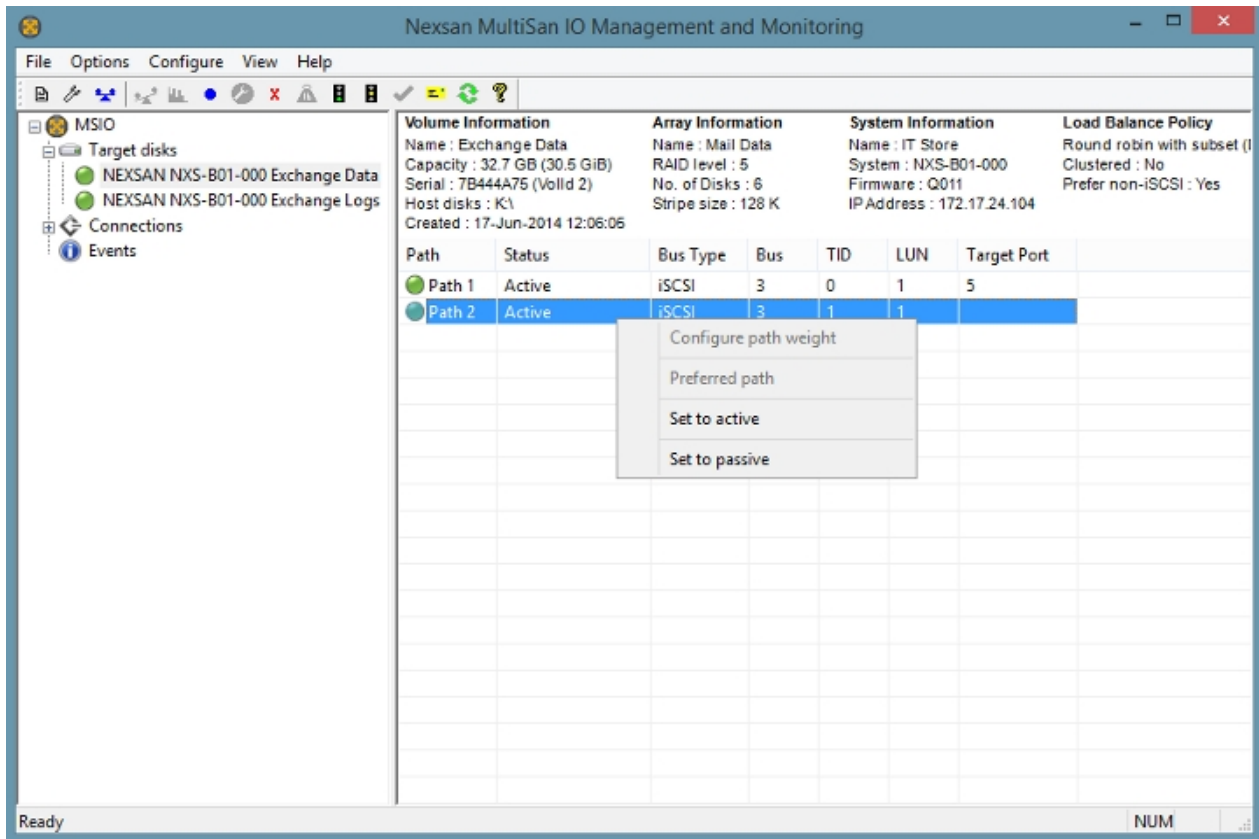 Nexsan MultiSan IO Management and Monitoring
File Options Configure View Help
MSIO
Target disks
NEXSAN NXS-B01-000 Exchange Data
NEXSAN NXS-B01-000 Exchange Logs
Connections
Events
Volume Information
Name : Exchange Data
Capacity : 32.7 GB (30.5 GiB)
Serial : 7B444A75 (VolId 2)
Host disks : K:\
Created : 17-Jun-2014 12:06:05
Array Information
Name : Mail Data
RAID level : 5
No. of Disks : 6
Stripe size : 128 K
System Information
Name : IT Store
System : NXS-B01-000
Firmware : Q011
IP Address : 172.17.24.104
Load Balance Policy
Round robin with subset (
Clustered : No
Prefer non-iSCSI : Yes
Path Status Bus Type Bus TID LUN Target Port
Path 1 Active iSCSI 3 0 1 5
Path 2 Active iSCSI 3 1 1
Configure path weight
Preferred path
Set to active
Set to passive
Ready NUM